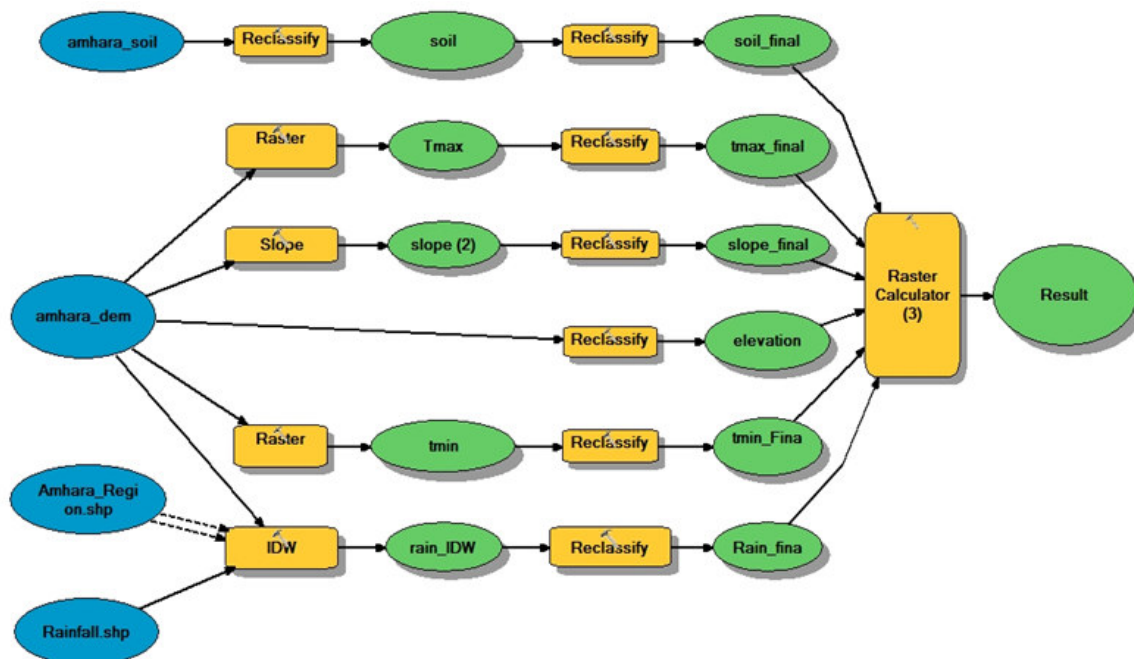 amhara_soil
Reclassify
soil
Reclassify
soil_final
Raster
Tmax
Reclassify
tmax_final
Slope
slope (2)
Reclassify
slope_final
Raster
Calculator
(3)
Result
amhara_dem
Reclassify
elevation
Raster
tmin
Reclassify
tmin_Fina
Amhara_Regi
on.shp
IDW
rain_IDW
Reclassify
Rain_fina
Rainfall.shp